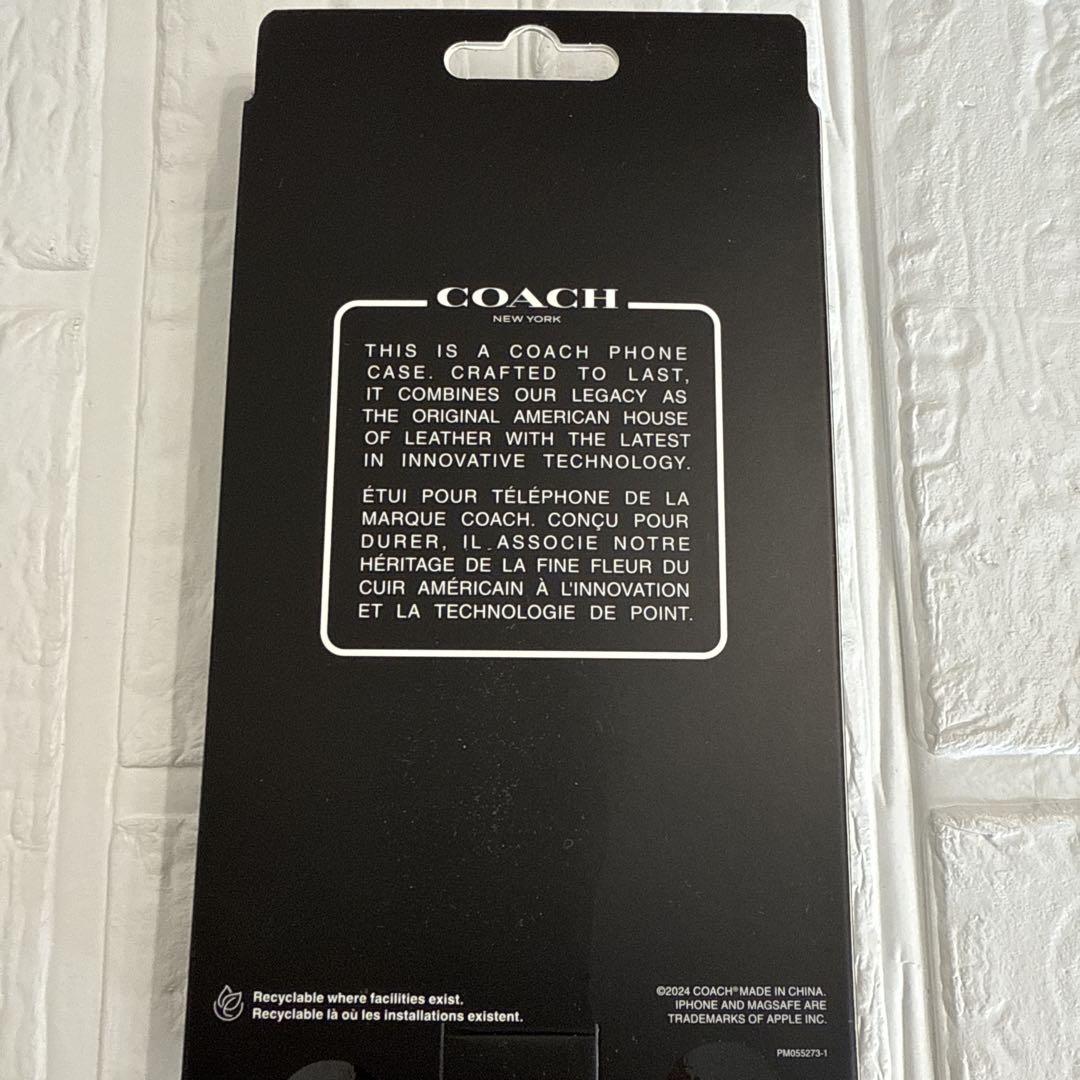 COACH
NEW YORK
THIS IS A COACH PHONE
CASE. CRAFTED TO LAST,
IT COMBINES OUR LEGACY AS
THE ORIGINAL AMERICAN HOUSE
OF LEATHER WITH THE LATEST
IN INNOVATIVE TECHNOLOGY.
ÉTUI POUR TÉLÉPHONE DE LA
MARQUE COACH. CONÇU POUR
DURER, IL ASSOCIE NOTRE
HÉRITAGE DE LA FINE FLEUR DU
CUIR AMÉRICAIN À L'INNOVATION
ET LA TECHNOLOGIE DE POINT.
Recyclable where facilities exist.
Recyclable là où les installations existent.
©2024 COACH® MADE IN CHINA.
IPHONE AND MAGSAFE ARE
TRADEMARKS OF APPLE INC.
PM055273-1